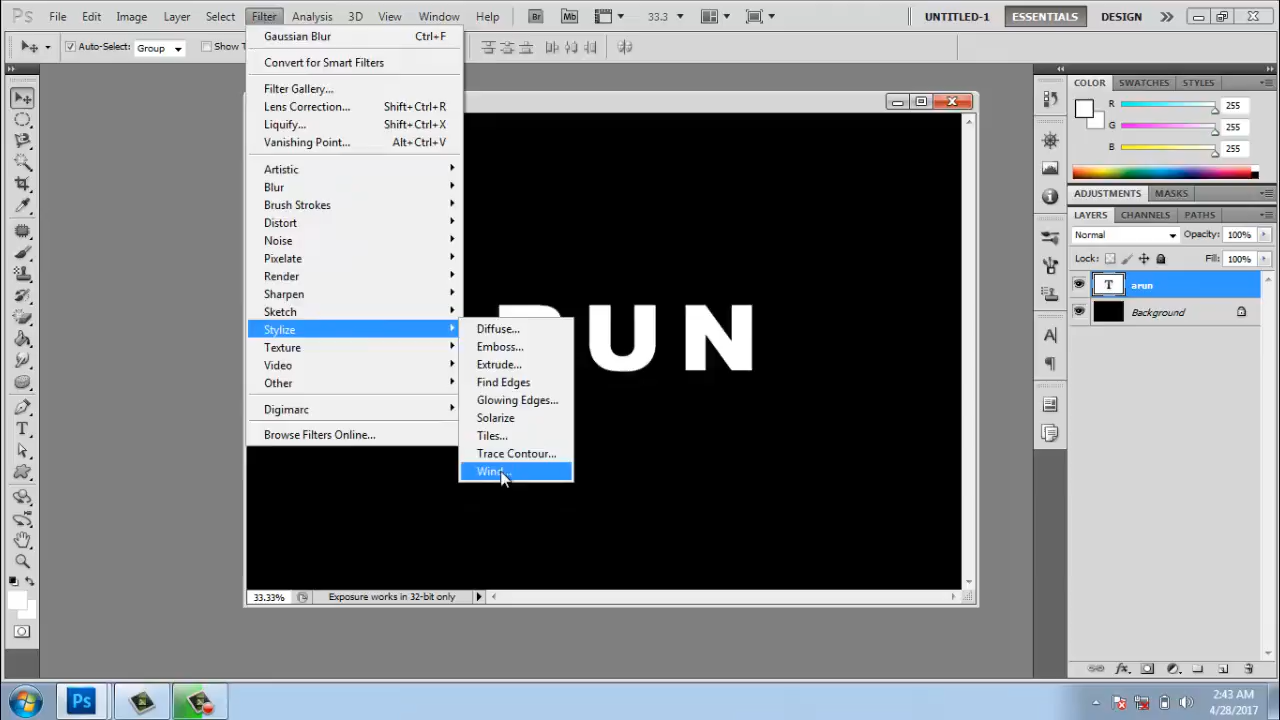 Ps File Edit Image Layer Select Filter Analysis 3D View Window Help Br Mb 33.3 UNTITLED-1 ESSENTIALS DESIGN
Auto-Select: Group Show T
Gaussian Blur Ctrl+F
Convert for Smart Filters
Filter Gallery...
Lens Correction... Shift+Ctrl+R
Liquify... Shift+Ctrl+X
Vanishing Point... Alt+Ctrl+V
Artistic
Blur
Brush Strokes
Distort
Noise
Pixelate
Render
Sharpen
Sketch
Stylize
Texture
Video
Other
Digimarc
Browse Filters Online...
Diffuse...
Emboss...
Extrude...
Find Edges
Glowing Edges...
Solarize
Tiles...
Trace Contour...
Wind...
RUN
33.33% Exposure works in 32-bit only
COLOR SWATCHES STYLES
R 255
G 255
B 255
ADJUSTMENTS MASKS
LAYERS CHANNELS PATHS
Normal Opacity: 100%
Lock: Fill: 100%
T arun
Background
Ps
2:43 AM
4/28/2017